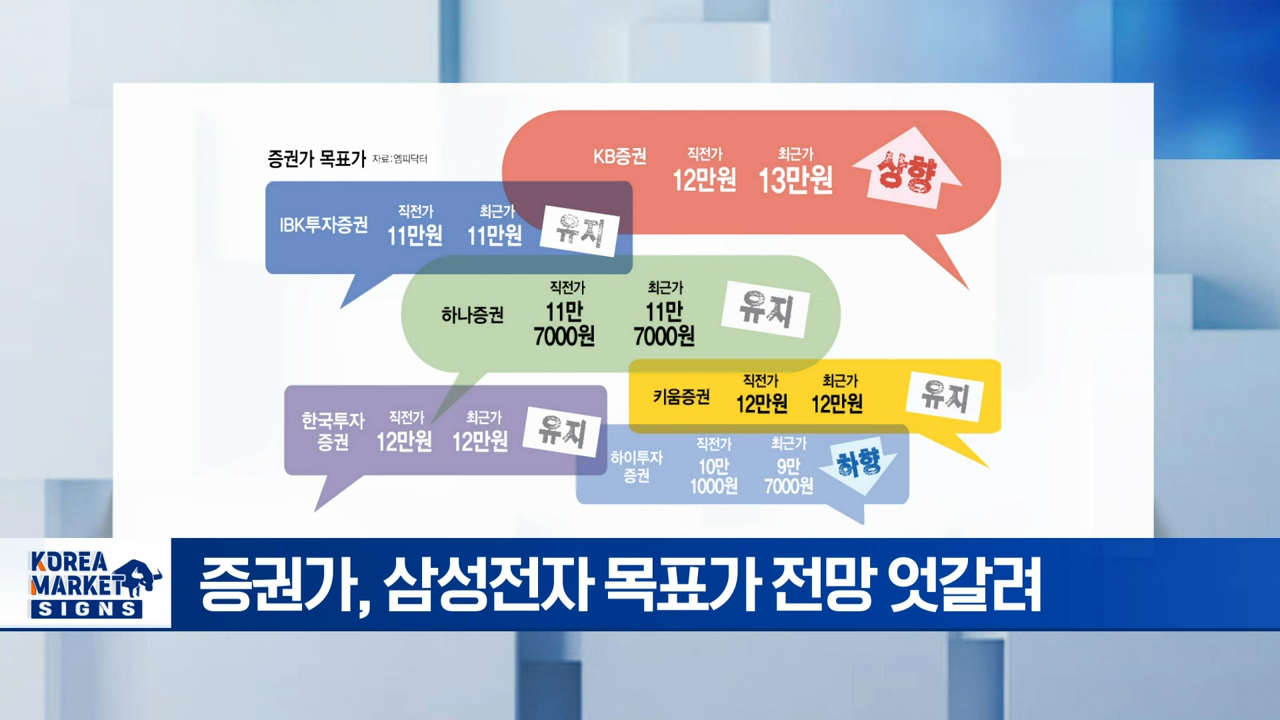 증권가 목표가 자료:엠피닥터
KB증권
직전가
12만원
최근가
13만원
상향
IBK투자증권
직전가
11만원
최근가
11만원
유지
하나증권
직전가
11만
7000원
최근가
11만
7000원
유지
키움증권
직전가
12만원
최근가
12만원
유지
한국투자
증권
직전가
12만원
최근가
12만원
유지
하이투자
증권
직전가
10만
1000원
최근가
9만
7000원
하향
KOREA
MARKET
SIGNS
증권가, 삼성전자 목표가 전망 엇갈려